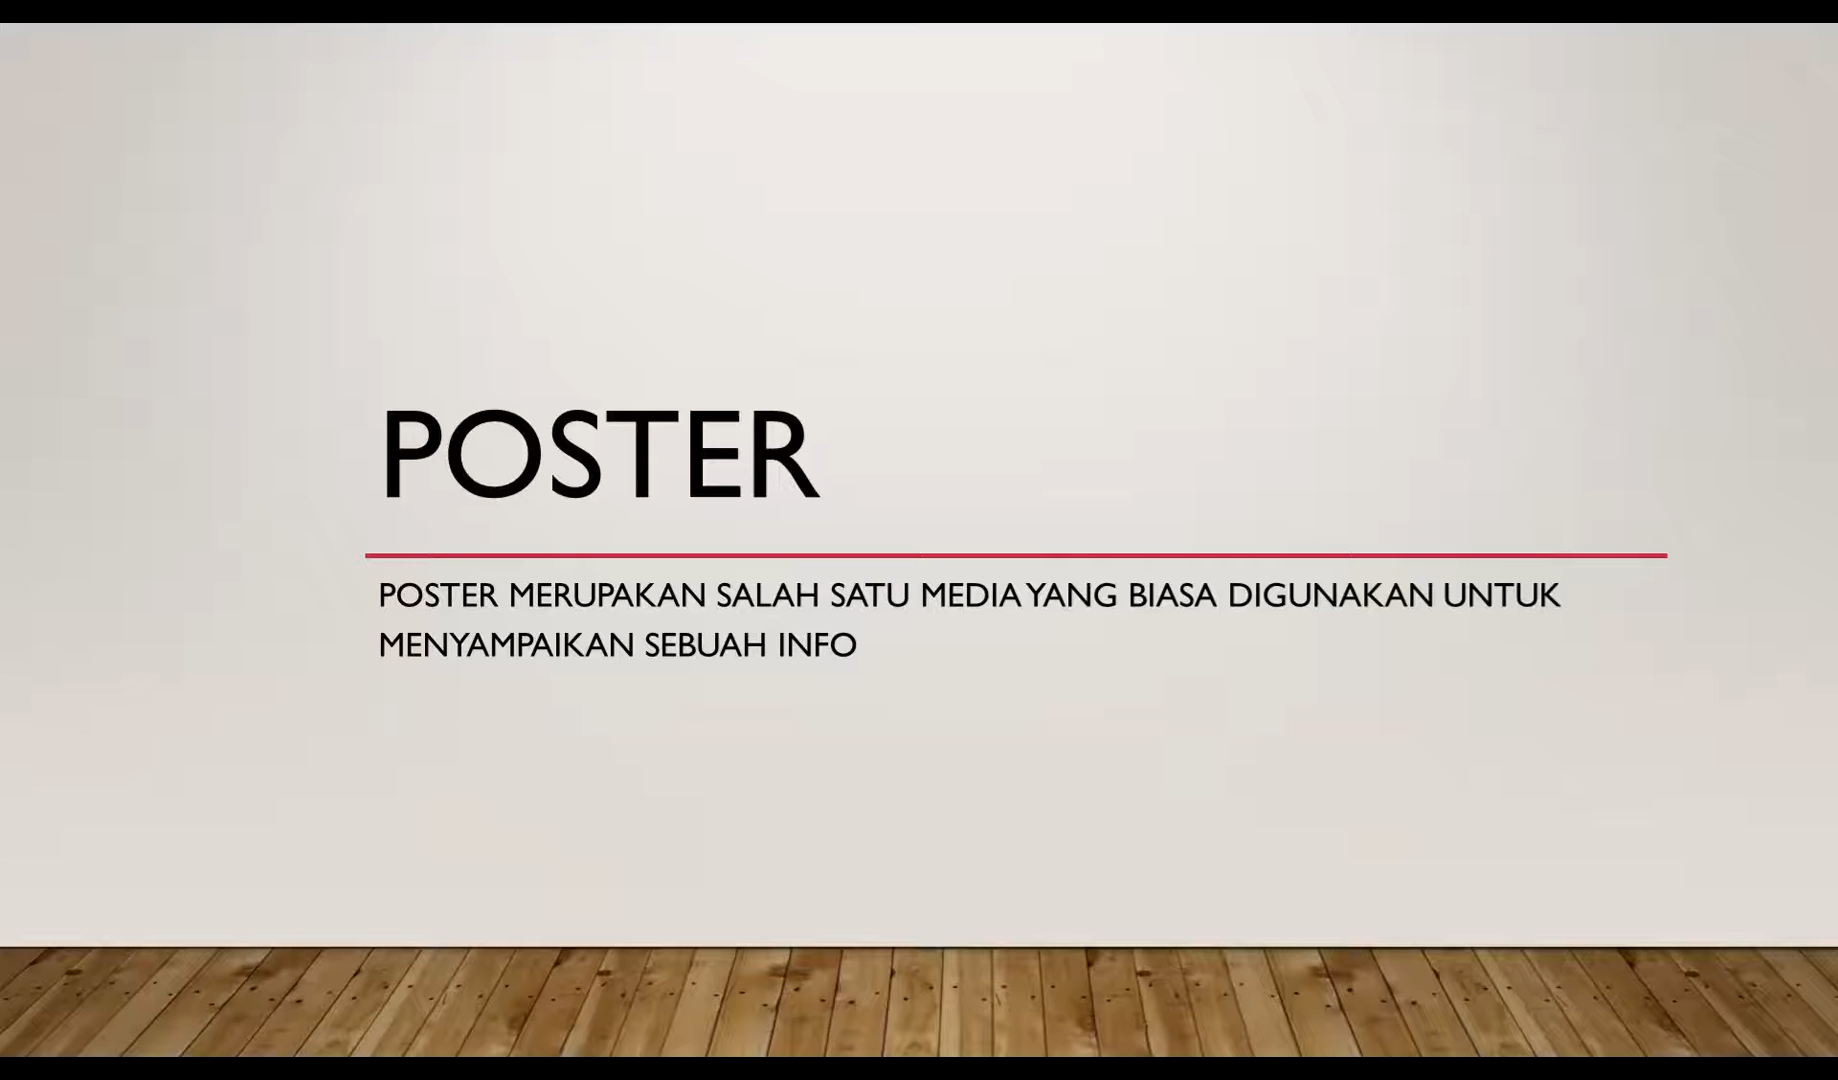 POSTER
POSTER MERUPAKAN SALAH SATU MEDIA YANG BIASA DIGUNAKAN UNTUK
MENYAMPAIKAN SEBUAH INFO